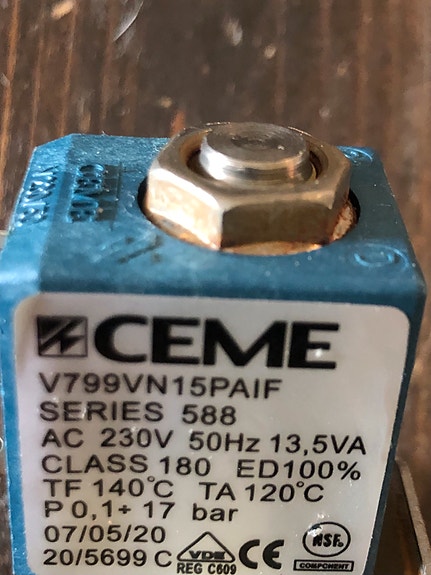 CEME
V799VN15PAIF
SERIES 588
AC 230V 50Hz 13,5VA
CLASS 180 ED100%
TF 140°C TA 120°C
P 0,1÷ 17 bar
07/05/20
20/5699 C VDE CE NSF.
REG C609 COMPONENT